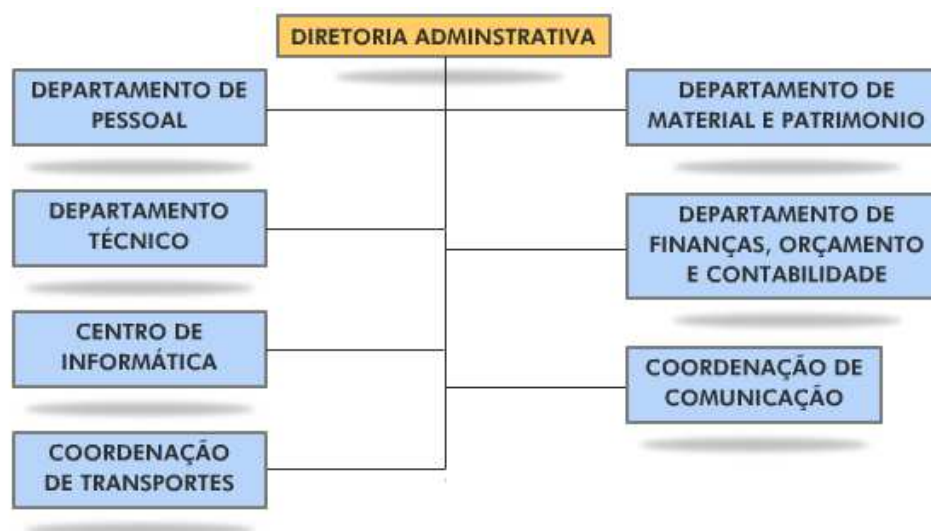 DIRETORIA ADMINSTRATIVA
DEPARTAMENTO DE
PESSOAL
DEPARTAMENTO
TÉCNICO
CENTRO DE
INFORMÁTICA
COORDENAÇÃO
DE TRANSPORTES
DEPARTAMENTO DE
MATERIAL E PATRIMONIO
DEPARTAMENTO DE
FINANÇAS, ORÇAMENTO
E CONTABILIDADE
COORDENAÇÃO DE
COMUNICAÇÃO